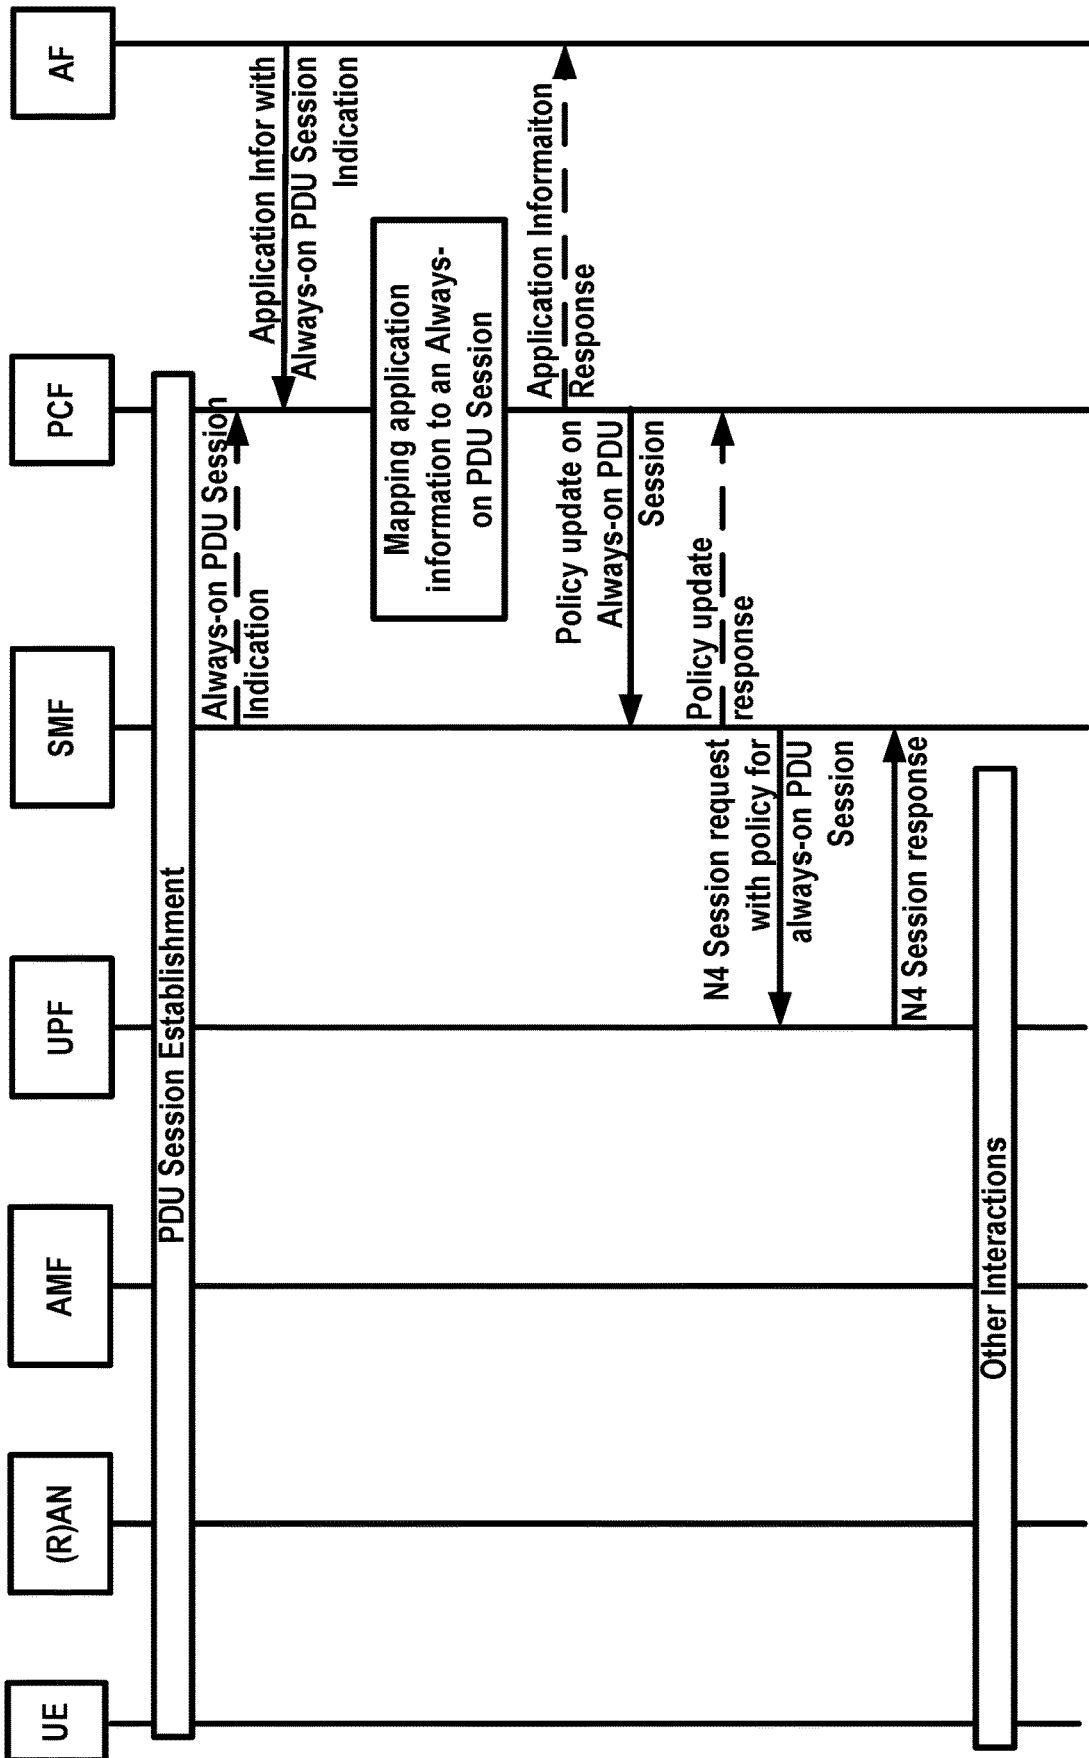 UE
(R)AN
AMF
UPF
SMF
PCF
AF
PDU Session Establishment
Always-on PDU Session
Indication
Application Infor with
Always-on PDU Session
Indication
Mapping application
information to an Always-
on PDU Session
Application Informaiton
Response
Policy update on
Always-on PDU
Session
Policy update
response
N4 Session request
with policy for
always-on PDU
Session
N4 Session response
Other Interactions